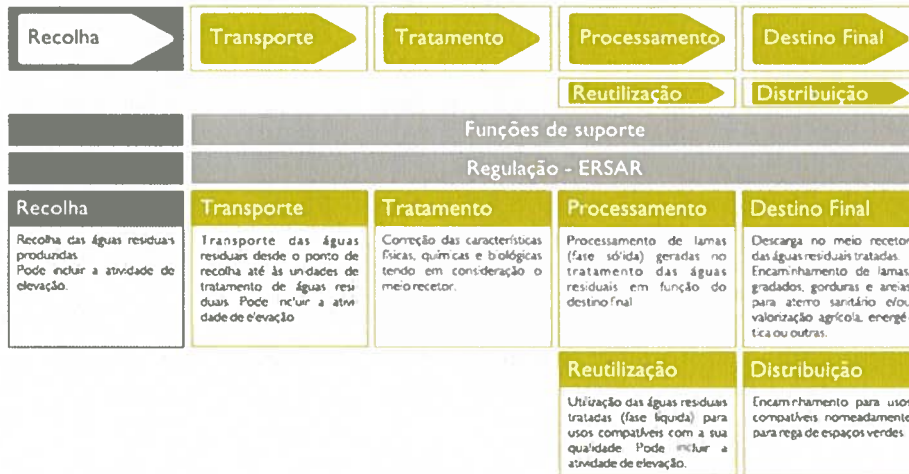 Recolha
Transporte
Tratamento
Processamento
Destino Final
Reutilização
Distribuição
Funções de suporte
Regulação - ERSAR
Recolha
Recolha das águas residuais
produzidas.
Pode incluir a atividade de
elevação.
Transporte
Transporte das águas
residuais desde o ponto de
recolha até às unidades de
tratamento de águas resi
duais Pode incluir a ativi
dade de elevação
Tratamento
Correção das características
físicas, químicas e biológicas
tendo em consideração o
meio recetor.
Processamento
Processamento de lamas
(fase sólida) geradas no
tratamento das águas
residuais em função do
destino final
Destino Final
Descarga no meio recetor
das águas residuais tratadas.
Encaminhamento de lamas,
gradados, gorduras e areias
para aterro sanitário e/ou
valorização agrícola, energé-
tica ou outras.
Reutilização
Utilização das águas residuais
tratadas (fase líquida) para
usos compatíveis com a sua
qualidade Pode incluir a
atividade de elevação.
Distribuição
Encaminhamento para usos
compatíveis nomeadamente
para rega de espaços verdes